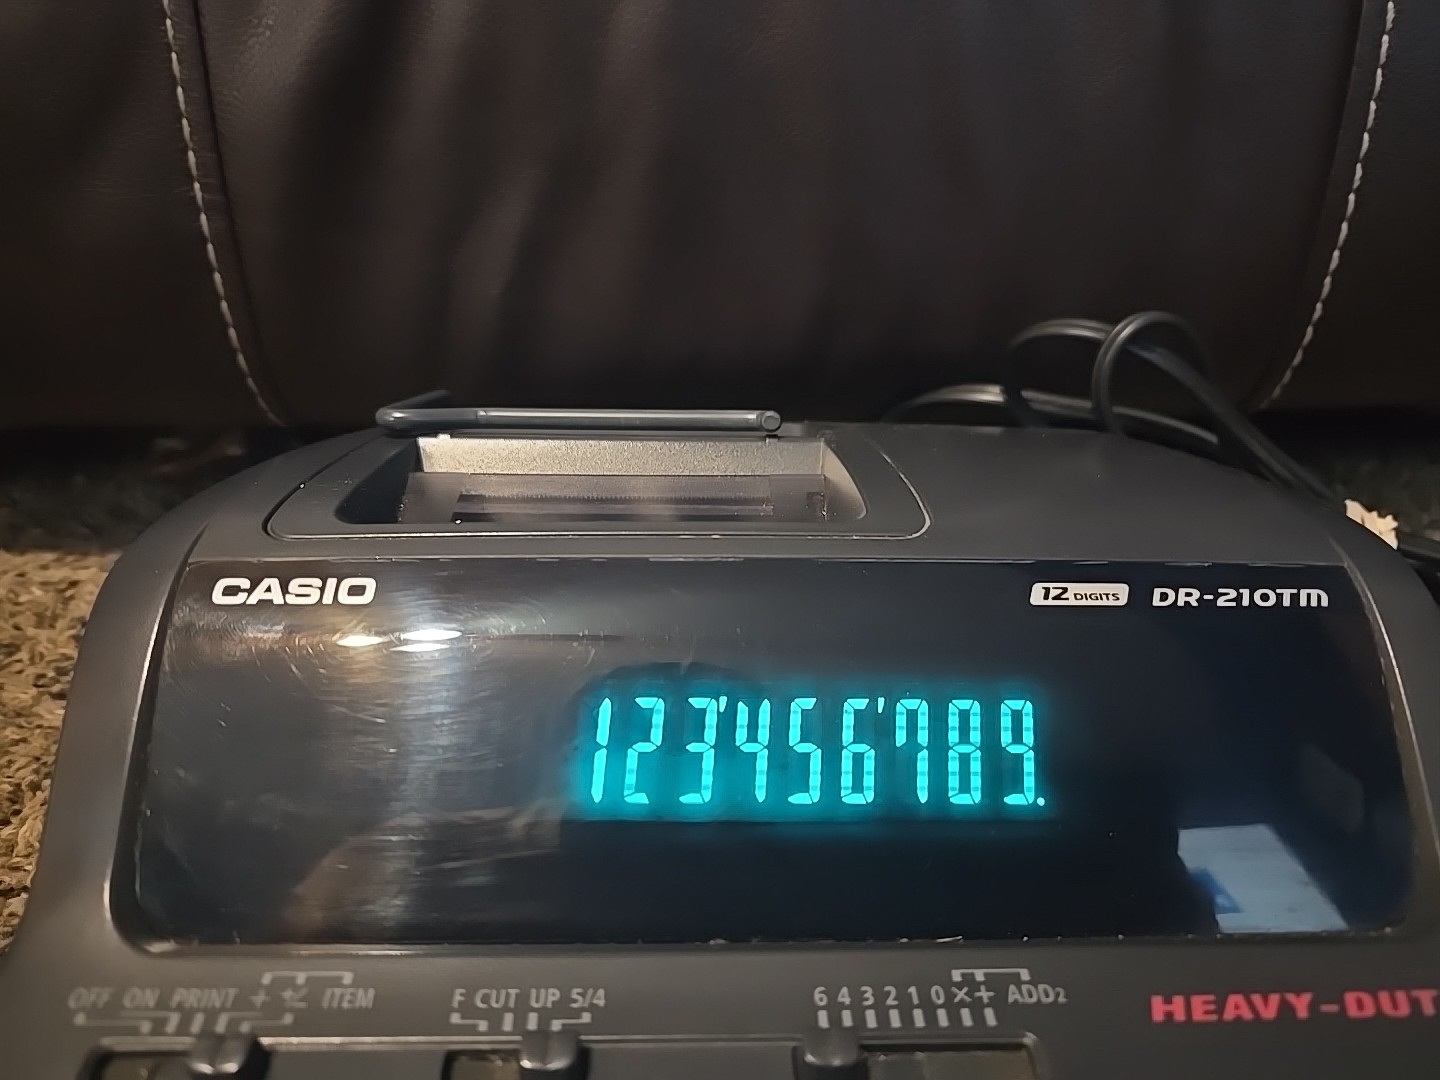 CASIO
12 DIGITS DR-210TM
123'456'789.
OFF ON PRINT + +/- ITEM
F CUT UP 5/4
6 4 3 2 1 0 ×+ ADD2
HEAVY-DUT